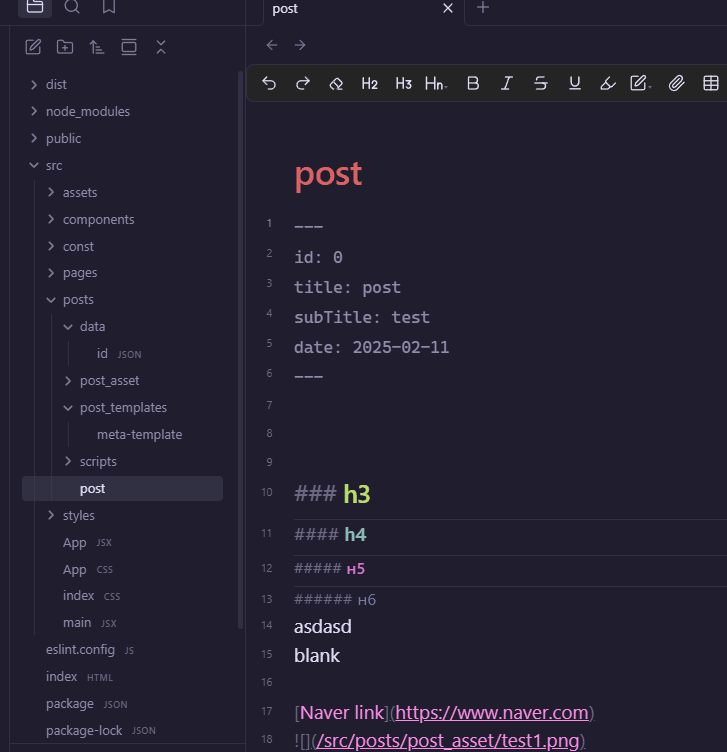 post
H2 H3 Hn B I S U
dist
node_modules
public
src
assets
components
const
pages
posts
data
id JSON
post_asset
post_templates
meta-template
scripts
post
styles
App JSX
App CSS
index CSS
main JSX
eslint.config JS
index HTML
package JSON
package-lock JSON
post
1 ---
2 id: 0
3 title: post
4 subTitle: test
5 date: 2025-02-11
6 ---
7
8
9
10 ### h3
11 #### h4
12 ##### H5
13 ###### H6
14 asdasd
15 blank
16
17 [Naver link](https://www.naver.com)
18 ![](/src/posts/post_asset/test1.png)